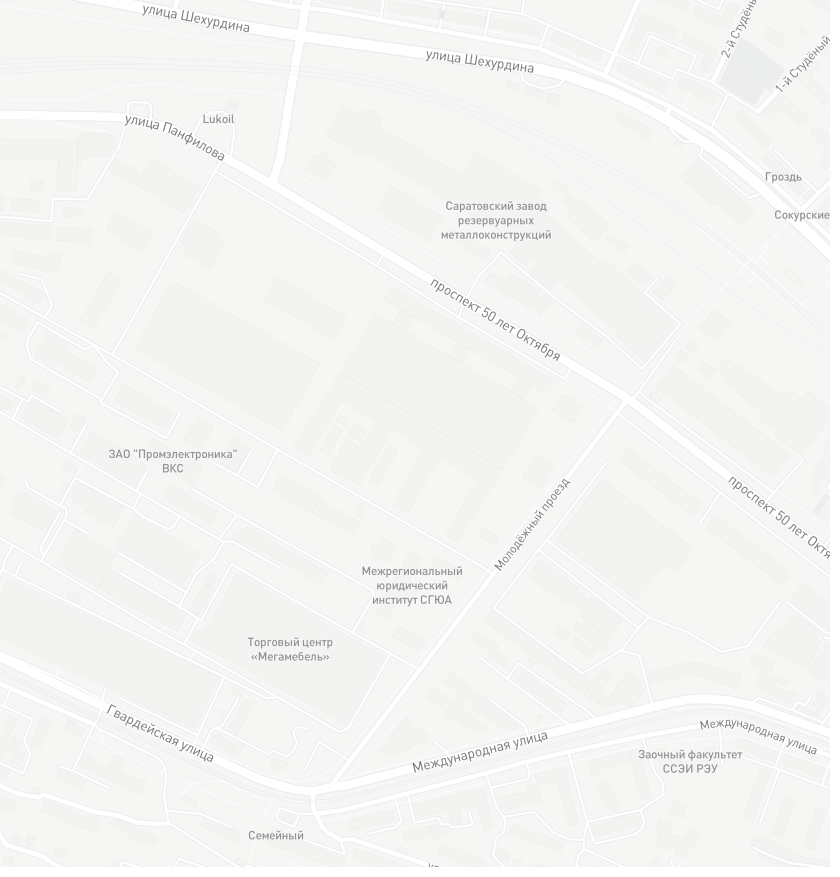 улица Шехурдина
2-й Студёны
1-й Студёный
улица Шехурдина
Lukoil
улица Панфилова
Гроздь
Саратовский завод
резервуарных
металлоконструкций
Сокурские
проспект 50 лет Октября
ЗАО "Промэлектроника"
ВКС
проспект 50 лет Октя
Молодёжный проезд
Межрегиональный
юридический
институт СГЮА
Торговый центр
«Мегамебель»
Гвардейская улица
Международная улица
Международная улица
Заочный факультет
ССЭИ РЭУ
Семейный